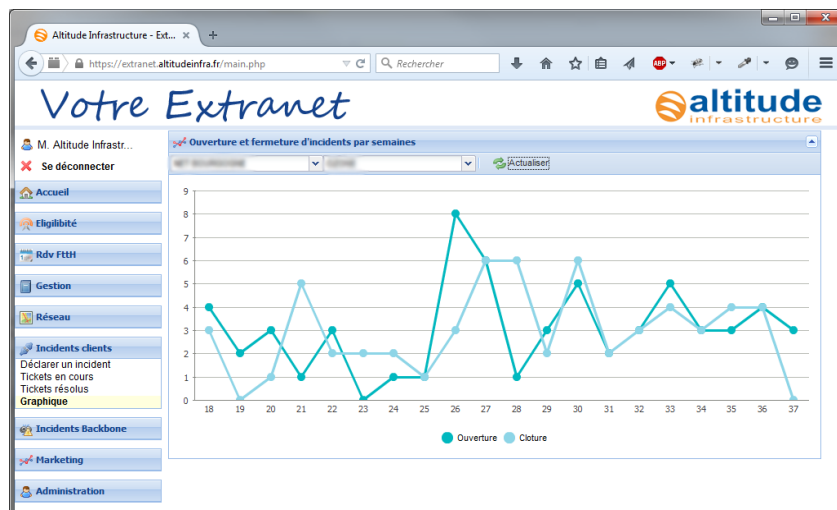 Altitude Infrastructure - Ext...
https://extranet.altitudeinfra.fr/main.php
Rechercher
ABP
Votre Extranet
altitude
infrastructure
M. Altitude Infrastr...
Se déconnecter
Accueil
Eligilibité
Rdv FttH
Gestion
Réseau
Incidents clients
Déclarer un incident
Tickets en cours
Tickets résolus
Graphique
Incidents Backbone
Marketing
Administration
Ouverture et fermeture d'incidents par semaines
Actualiser
9
8
7
6
5
4
3
2
1
0
18 19 20 21 22 23 24 25 26 27 28 29 30 31 32 33 34 35 36 37
Ouverture Cloture